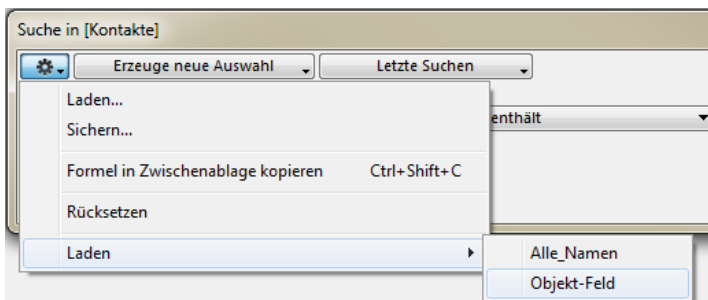 Suche in [Kontakte]
Erzeuge neue Auswahl Letzte Suchen
Laden...
enthält
Sichern...
Formel in Zwischenablage kopieren Ctrl+Shift+C
Rücksetzen
Laden Alle_Namen
Objekt-Feld